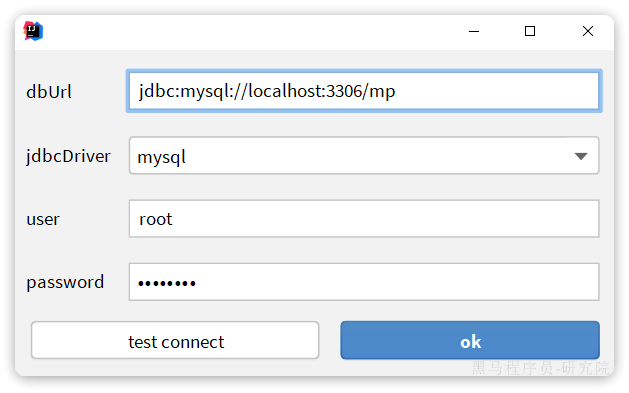 dbUrl jdbc:mysql://localhost:3306/mp
jdbcDriver mysql
user root
password ••••••••
test connect ok
黑马程序员-研究院